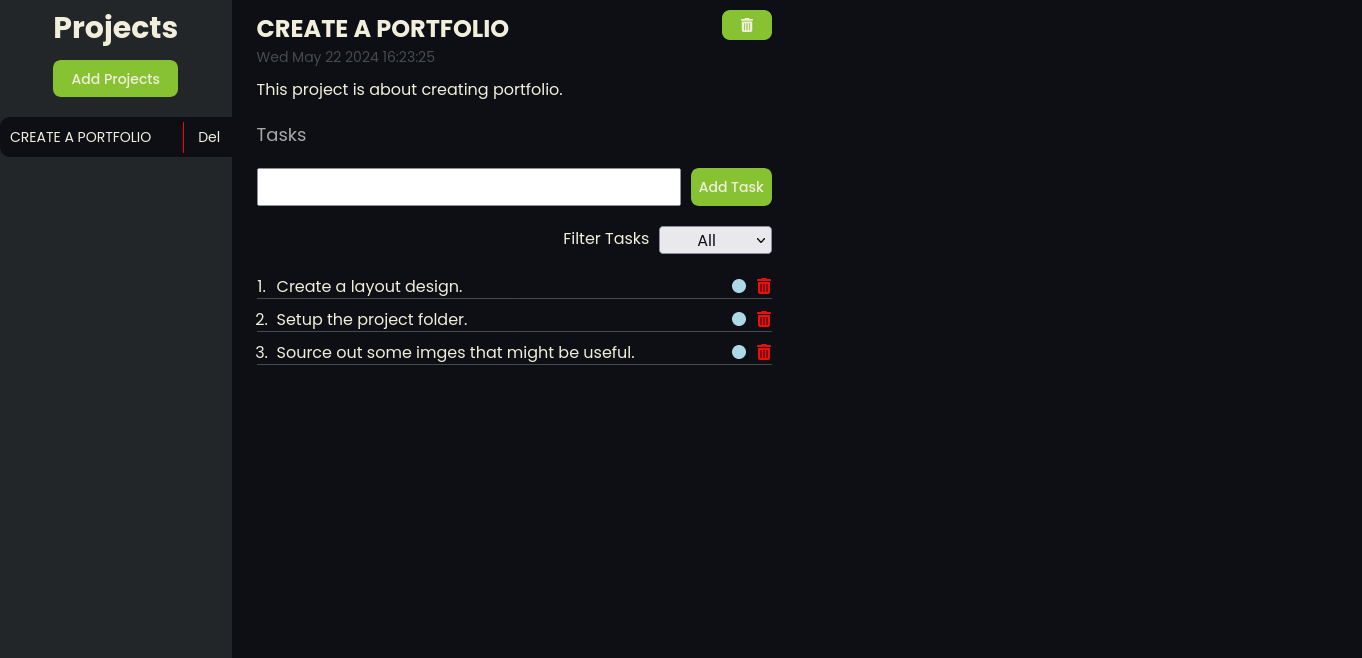 Projects
Add Projects
CREATE A PORTFOLIO
Del
CREATE A PORTFOLIO
Wed May 22 2024 16:23:25
This project is about creating portfolio.
Tasks
Add Task
Filter Tasks
All
1. Create a layout design.
2. Setup the project folder.
3. Source out some imges that might be useful.